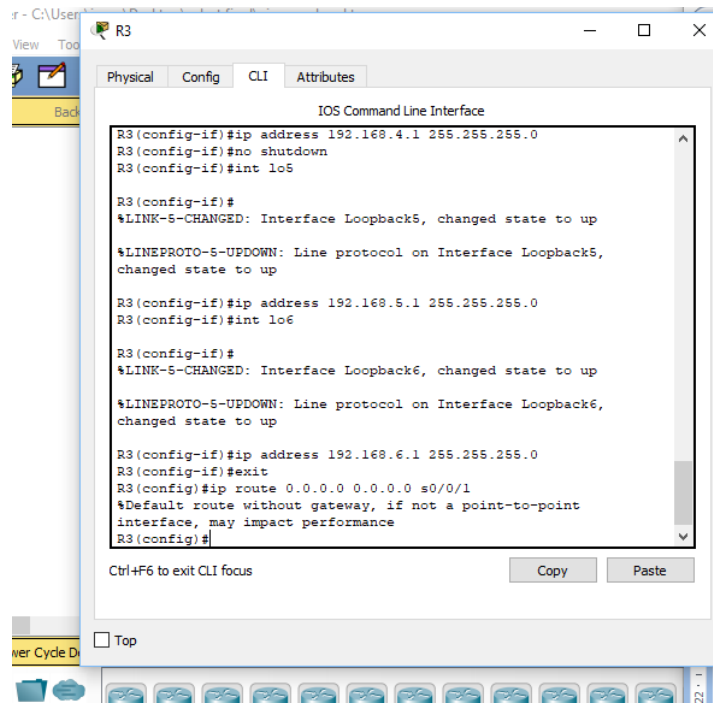 er - C:\User
View Too
Back
R3
Physical Config CLI Attributes
IOS Command Line Interface
R3(config-if)#ip address 192.168.4.1 255.255.255.0
R3(config-if)#no shutdown
R3(config-if)#int lo5
R3(config-if)#
%LINK-5-CHANGED: Interface Loopback5, changed state to up
%LINEPROTO-5-UPDOWN: Line protocol on Interface Loopback5,
changed state to up
R3(config-if)#ip address 192.168.5.1 255.255.255.0
R3(config-if)#int lo6
R3(config-if)#
%LINK-5-CHANGED: Interface Loopback6, changed state to up
%LINEPROTO-5-UPDOWN: Line protocol on Interface Loopback6,
changed state to up
R3(config-if)#ip address 192.168.6.1 255.255.255.0
R3(config-if)#exit
R3(config)#ip route 0.0.0.0 0.0.0.0 s0/0/1
%Default route without gateway, if not a point-to-point
interface, may impact performance
R3(config)#
Ctrl+F6 to exit CLI focus
Copy Paste
Top
wer Cycle De
22